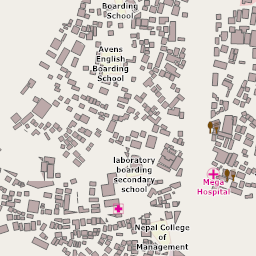 Boarding
School
Avens
English
Boarding
School
laboratory
boarding
secondary
school
Mega
Hospital
Nepal College
of
Management